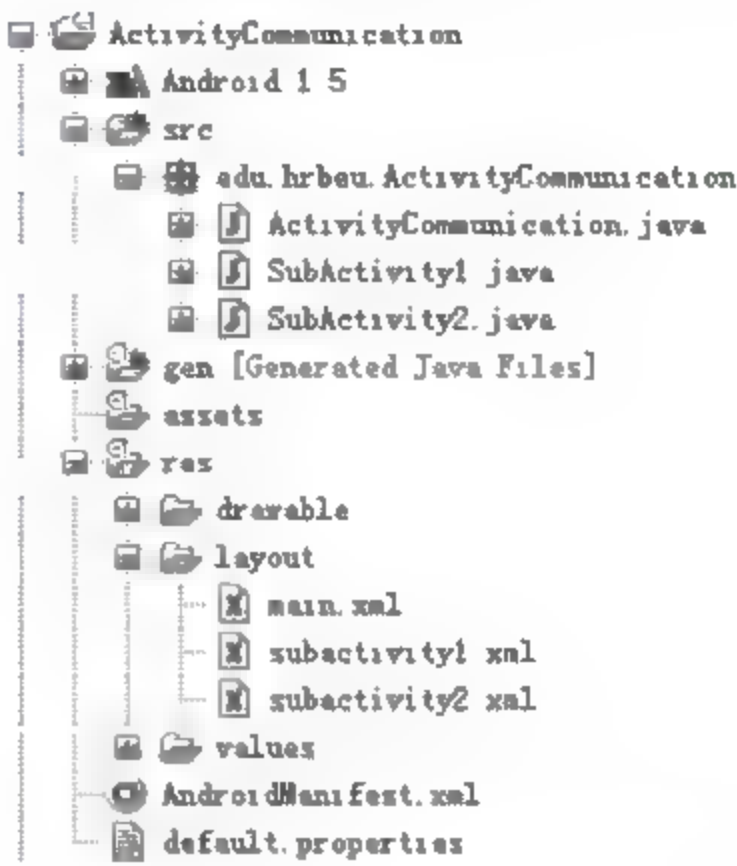 ActivityCommunication
Android 1.5
src
edu.hrbeu.ActivityCommunication
ActivityCommunication.java
SubActivity1.java
SubActivity2.java
gen [Generated Java Files]
assets
res
drawable
layout
main.xml
subactivity1.xml
subactivity2.xml
values
AndroidManifest.xml
default.properties